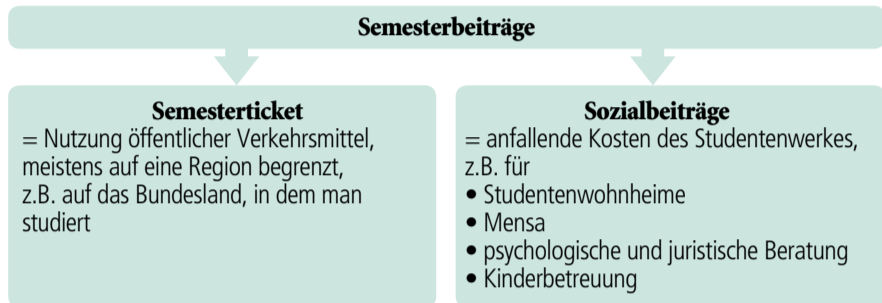 Semesterbeiträge
Semesterticket
= Nutzung öffentlicher Verkehrsmittel,
meistens auf eine Region begrenzt,
z.B. auf das Bundesland, in dem man
studiert
Sozialbeiträge
= anfallende Kosten des Studentenwerkes,
z.B. für
• Studentenwohnheime
• Mensa
• psychologische und juristische Beratung
• Kinderbetreuung